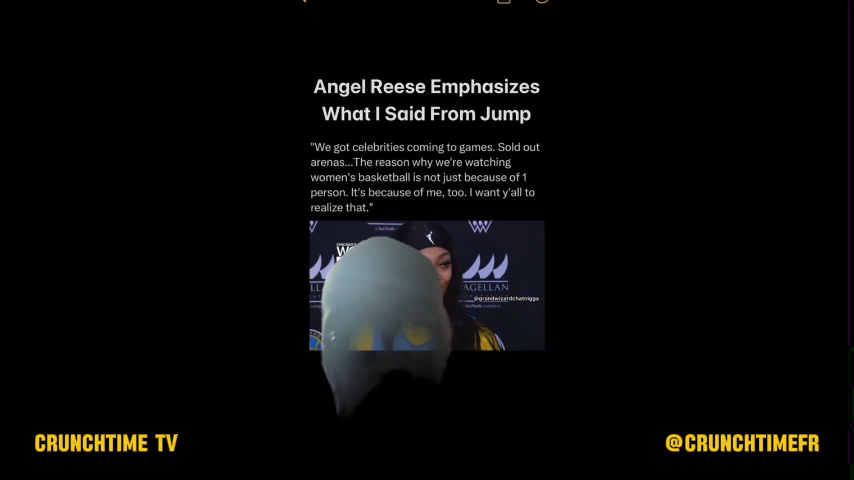 Angel Reese Emphasizes
What I Said From Jump
"We got celebrities coming to games. Sold out
arenas...The reason why we're watching
women's basketball is not just because of 1
person. It's because of me, too. I want y'all to
realize that."
AGELLAN
@grandwizardchatnigga
CRUNCHTIME TV
@CRUNCHTIMEFR